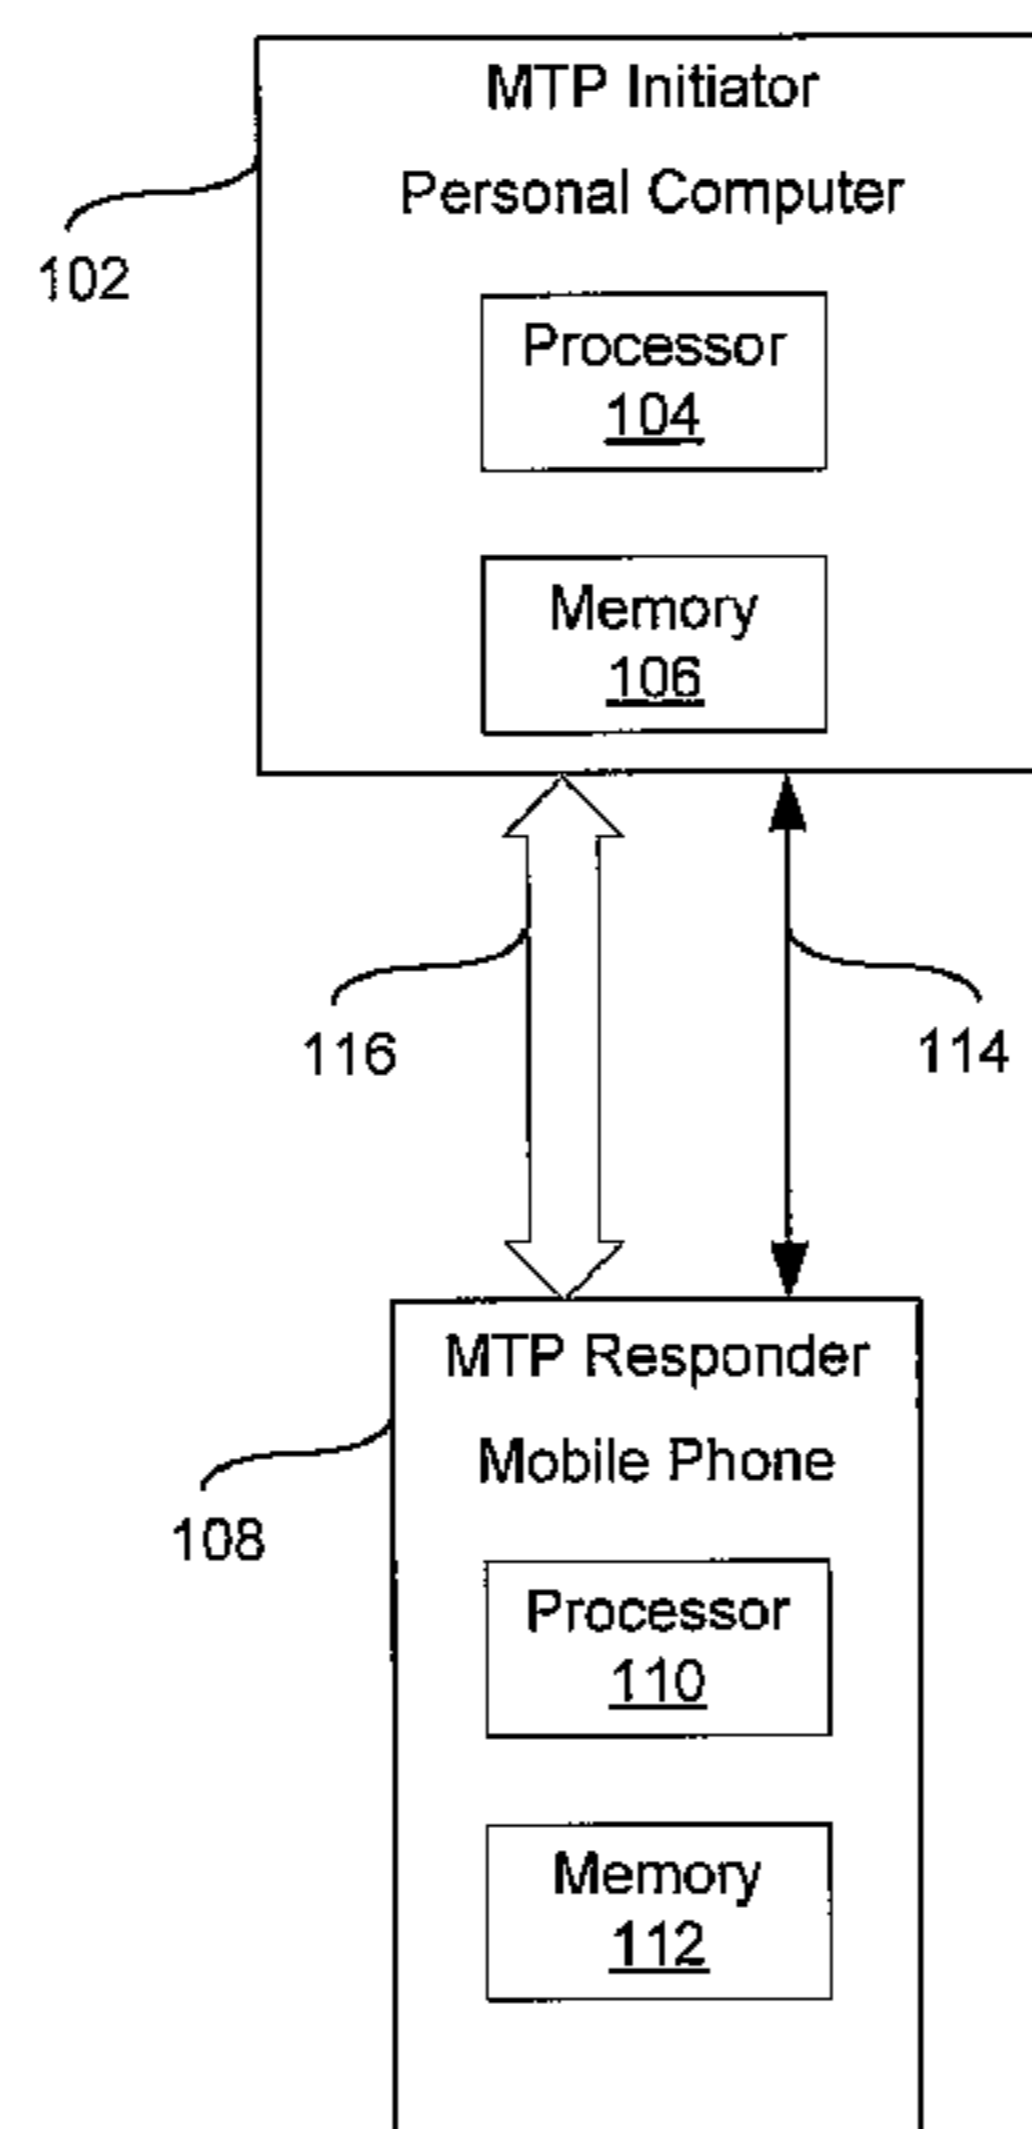 MTP Initiator
Personal Computer
102
Processor
104
Memory
106
116
114
MTP Responder
Mobile Phone
108
Processor
110
Memory
112